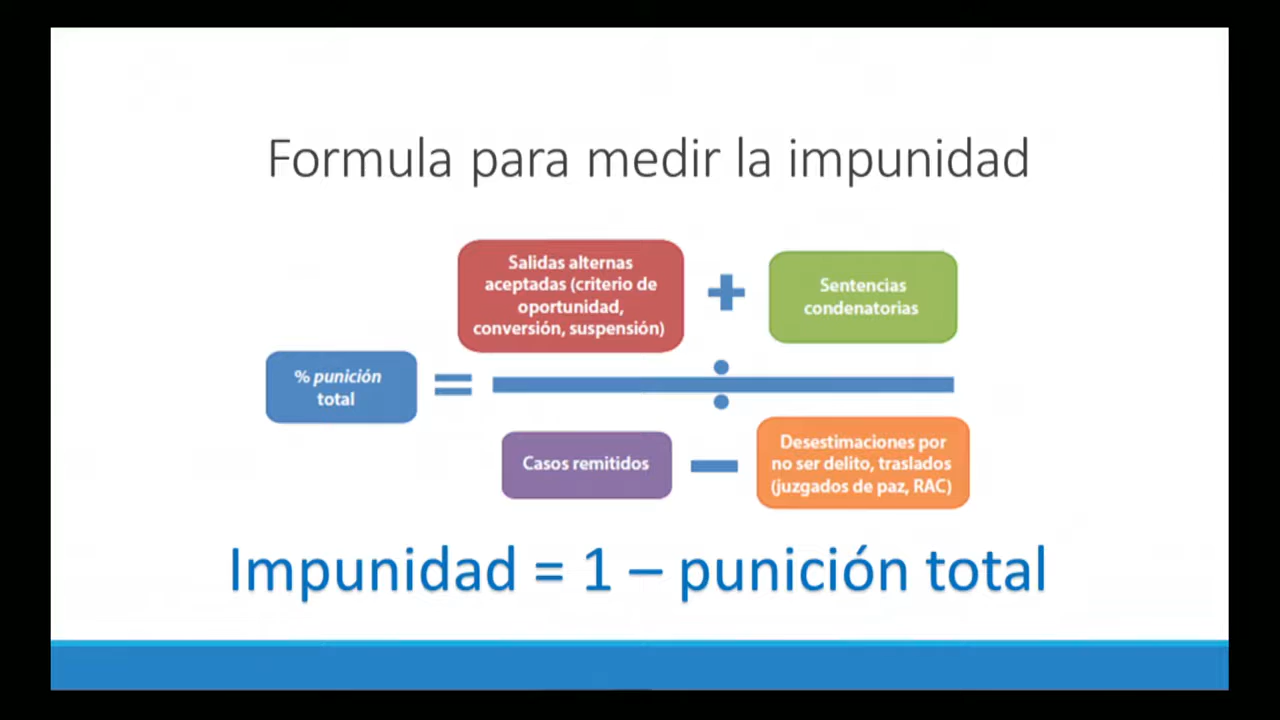 Formula para medir la impunidad
Salidas alternas
aceptadas (criterio de
oportunidad,
conversión, suspensión)
+
Sentencias
condenatorias
% punición
total
=
÷
Casos remitidos
–
Desestimaciones por
no ser delito, traslados
(juzgados de paz, RAC)
Impunidad = 1 – punición total